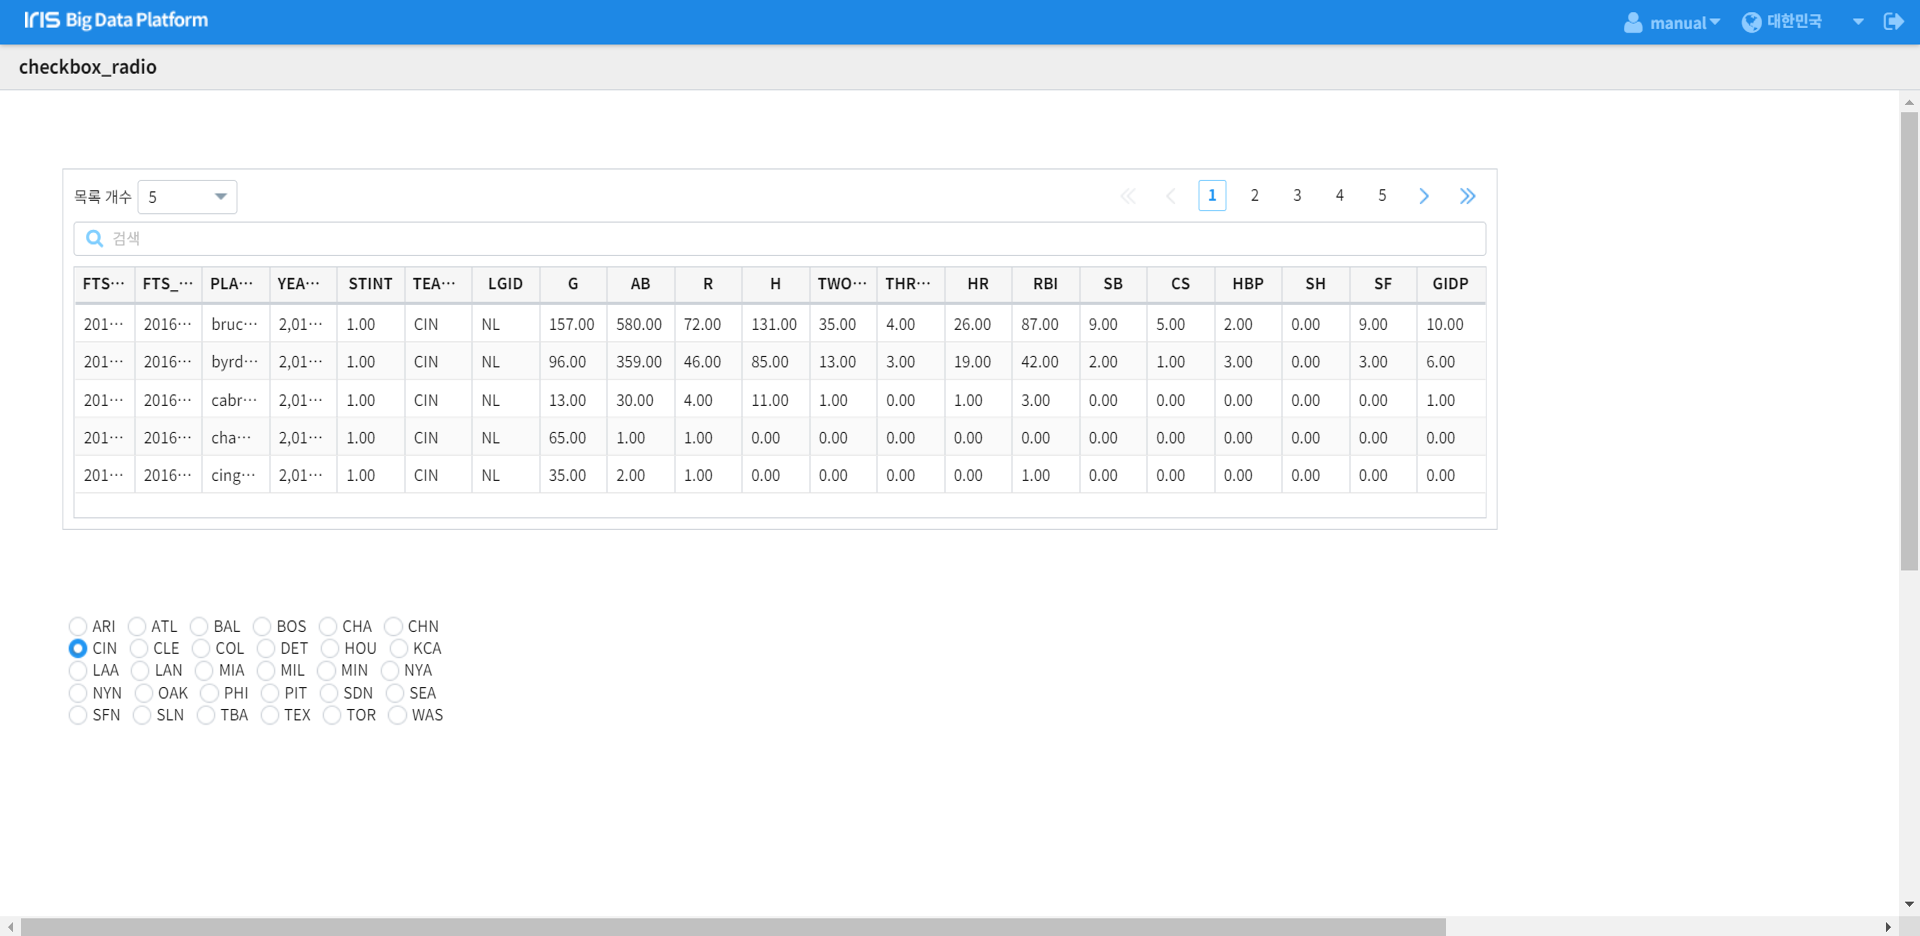 IRIS Big Data Platform manual 대한민국
checkbox_radio
목록 개수 5 1 2 3 4 5
검색
FTS··· FTS_··· PLA··· YEA··· STINT TEA··· LGID G AB R H TWO··· THR··· HR RBI SB CS HBP SH SF GIDP
201··· 2016··· bruc··· 2,01··· 1.00 CIN NL 157.00 580.00 72.00 131.00 35.00 4.00 26.00 87.00 9.00 5.00 2.00 0.00 9.00 10.00
201··· 2016··· byrd··· 2,01··· 1.00 CIN NL 96.00 359.00 46.00 85.00 13.00 3.00 19.00 42.00 2.00 1.00 3.00 0.00 3.00 6.00
201··· 2016··· cabr··· 2,01··· 1.00 CIN NL 13.00 30.00 4.00 11.00 1.00 0.00 1.00 3.00 0.00 0.00 0.00 0.00 0.00 1.00
201··· 2016··· cha··· 2,01··· 1.00 CIN NL 65.00 1.00 1.00 0.00 0.00 0.00 0.00 0.00 0.00 0.00 0.00 0.00 0.00 0.00
201··· 2016··· cing··· 2,01··· 1.00 CIN NL 35.00 2.00 1.00 0.00 0.00 0.00 0.00 1.00 0.00 0.00 0.00 0.00 0.00 0.00
ARI ATL BAL BOS CHA CHN
CIN CLE COL DET HOU KCA
LAA LAN MIA MIL MIN NYA
NYN OAK PHI PIT SDN SEA
SFN SLN TBA TEX TOR WAS